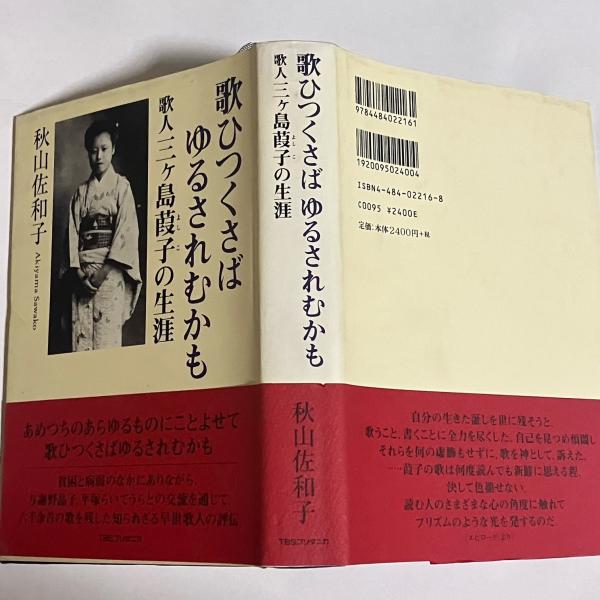 歌ひつくさば
ゆるされむかも
歌人三ヶ島葭子の生涯
よしこ
秋山佐和子
Akiyama Sawako
あめつちのあらゆるものにことよせて
歌ひつくさばゆるされむかも
貧困と病弱のなかにありながら、
与謝野晶子、平塚らいてうらとの交流を通じて、
六千余首の歌を残した知られざる早世歌人の評伝
歌ひつくさば ゆるされむかも
歌人三ヶ島葭子の生涯
よしこ
秋山佐和子
TBSブリタニカ
9784484022161
1920095024004
ISBN4-484-02216-8
C0095 ¥2400E
定価:本体2400円+税
自分の生きた証しを世に残そうと、
歌うこと、書くことに全力を尽くした。自己を見つめ煩悶し
それらを何の虚飾もせずに、歌を神として、訴えた。
……葭子の歌は何度読んでも新鮮に思える程、
決して色褪せない。
読む人のさまざまな心の角度に触れて
プリズムのような光を発するのだ。
(エピローグより)